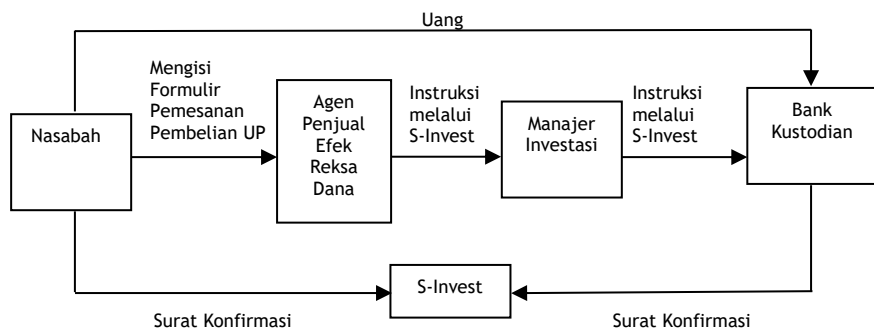 Uang
Mengisi
Formulir
Pemesanan
Pembelian UP
Instruksi
melalui
S-Invest
Instruksi
melalui
S-Invest
Nasabah
Agen
Penjual
Efek
Reksa
Dana
Manajer
Investasi
Bank
Kustodian
S-Invest
Surat Konfirmasi
Surat Konfirmasi